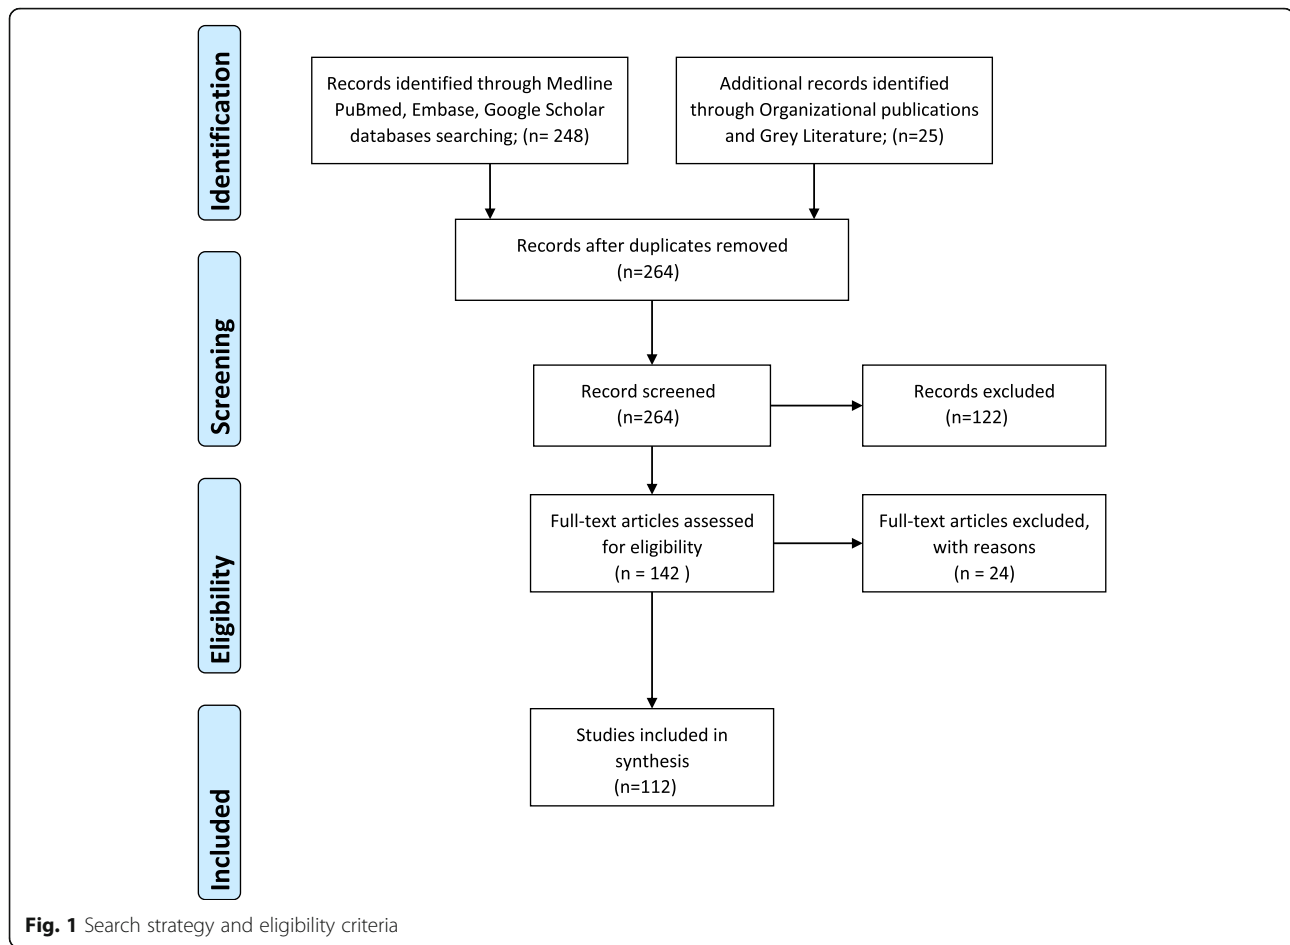 Identification
Records identified through Medline
PuBmed, Embase, Google Scholar
databases searching; (n= 248)
Additional records identified
through Organizational publications
and Grey Literature; (n=25)
Records after duplicates removed
(n=264)
Screening
Record screened
(n=264)
Records excluded
(n=122)
Eligibility
Full-text articles assessed
for eligibility
(n = 142 )
Full-text articles excluded,
with reasons
(n = 24)
Included
Studies included in
synthesis
(n=112)
Fig. 1 Search strategy and eligibility criteria